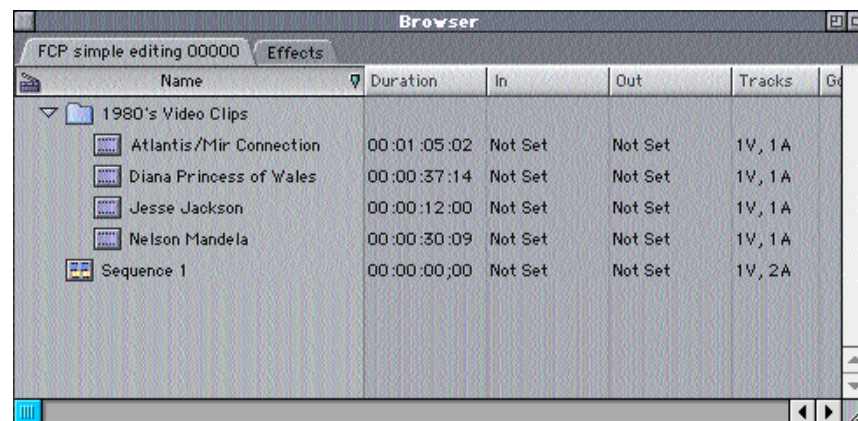 Browser
FCP simple editing 00000 Effects
Name Duration In Out Tracks
1980's Video Clips
Atlantis/Mir Connection 00:01:05:02 Not Set Not Set 1V, 1A
Diana Princess of Wales 00:00:37:14 Not Set Not Set 1V, 1A
Jesse Jackson 00:00:12:00 Not Set Not Set 1V, 1A
Nelson Mandela 00:00:30:09 Not Set Not Set 1V, 1A
Sequence 1 00:00:00;00 Not Set Not Set 1V, 2A